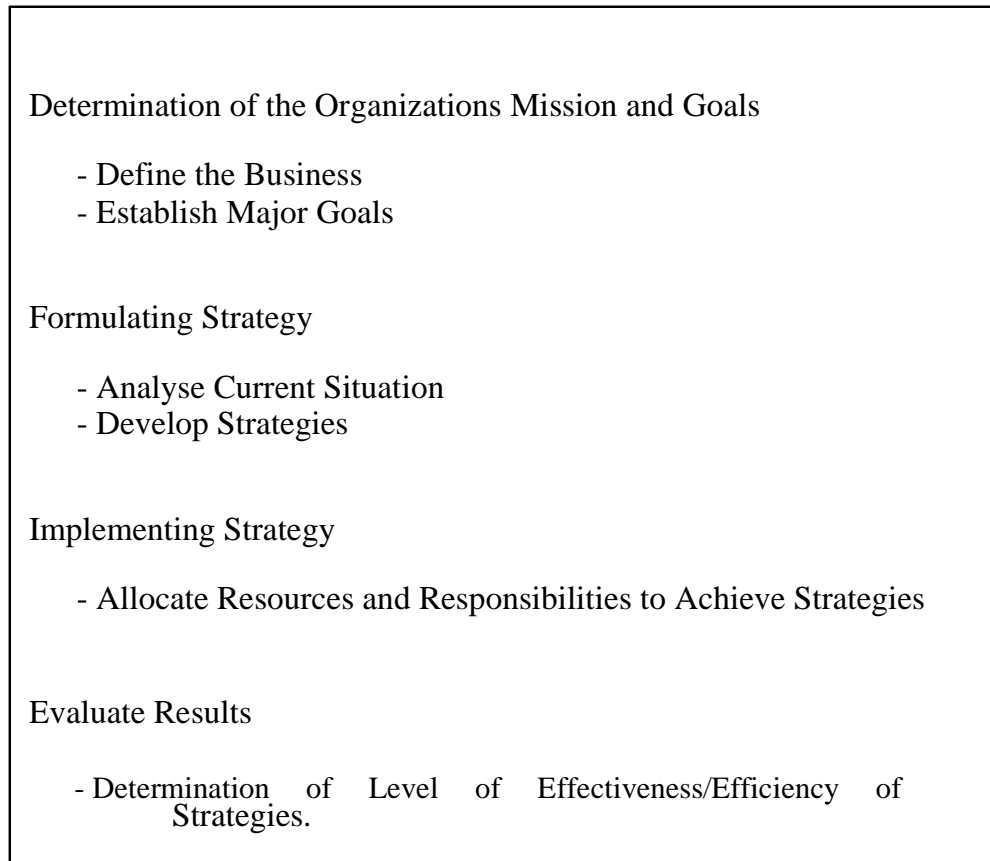 Determination of the Organizations Mission and Goals
- Define the Business
- Establish Major Goals
Formulating Strategy
- Analyse Current Situation
- Develop Strategies
Implementing Strategy
- Allocate Resources and Responsibilities to Achieve Strategies
Evaluate Results
- Determination of Level of Effectiveness/Efficiency of
Strategies.